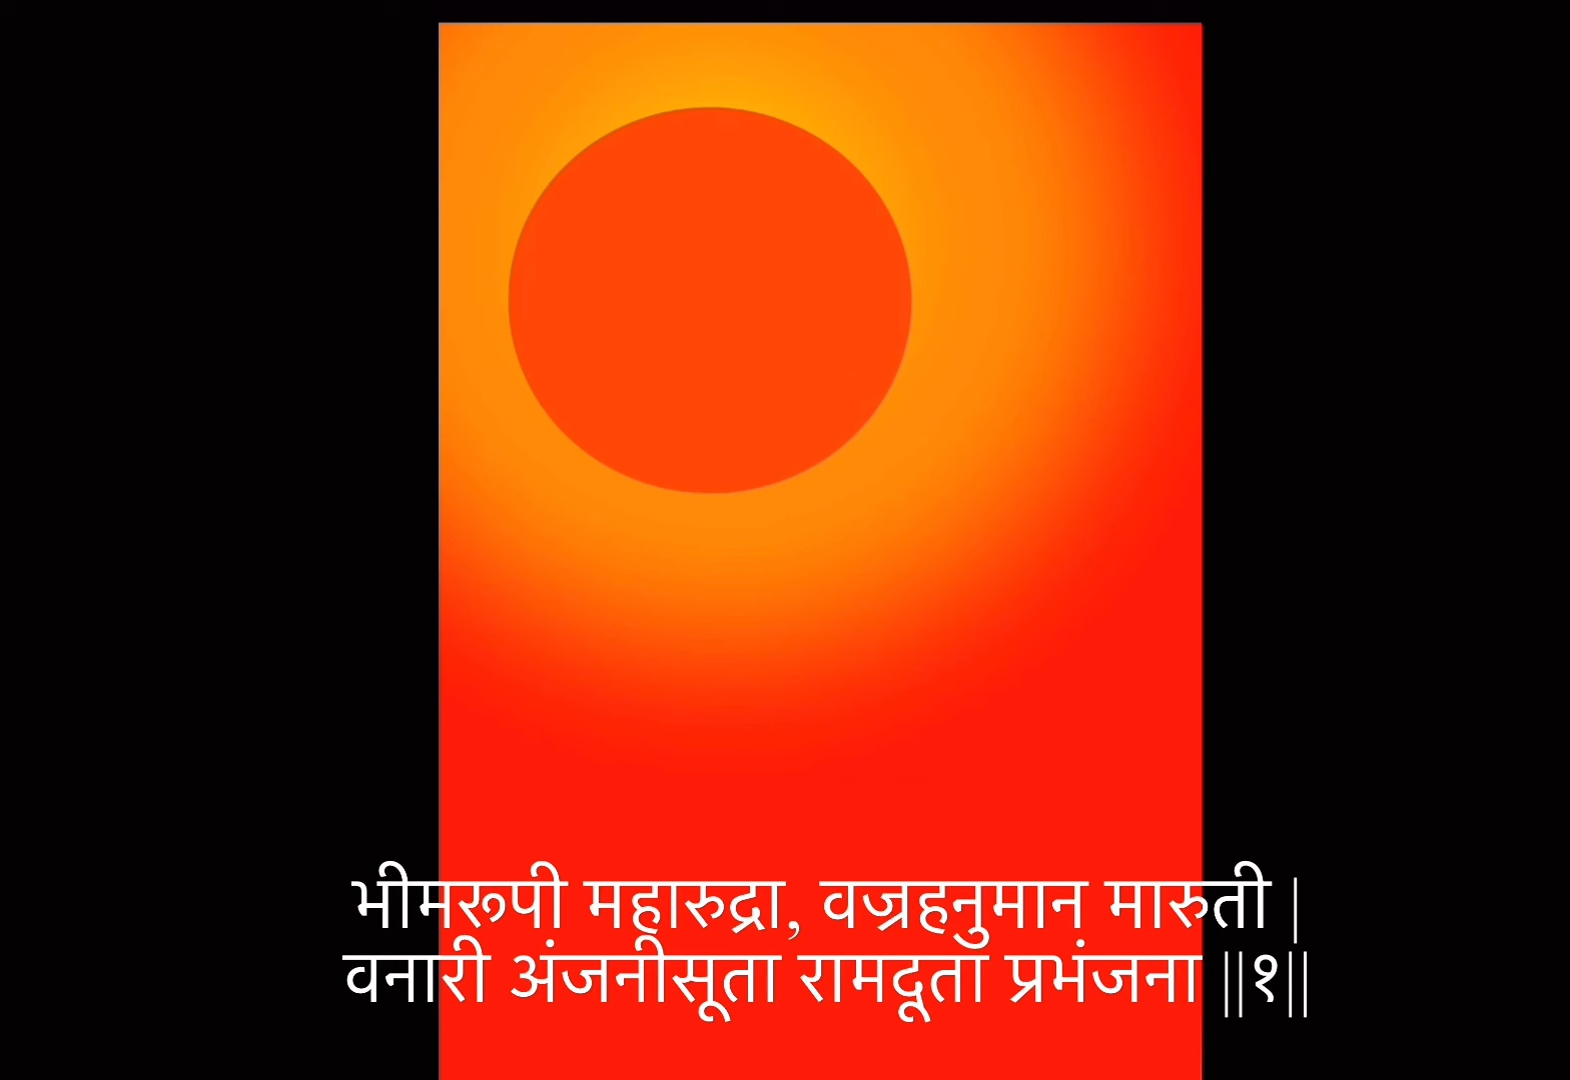 भीमरूपी महारुद्रा, वज्रहनुमान मारुती |
वनारी अंजनीसूता रामदूता प्रभंजना ||१||